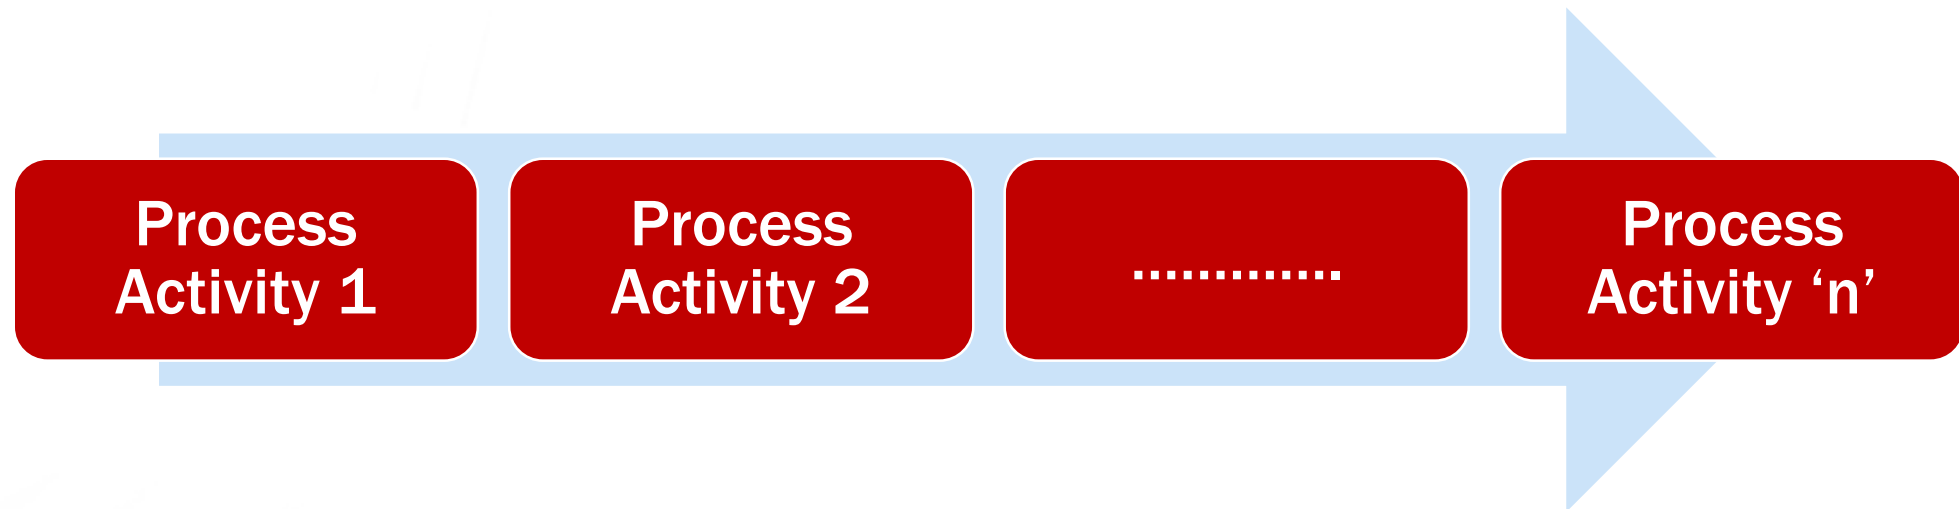 Process
Activity 1
Process
Activity 2
.............
Process
Activity ‘n’